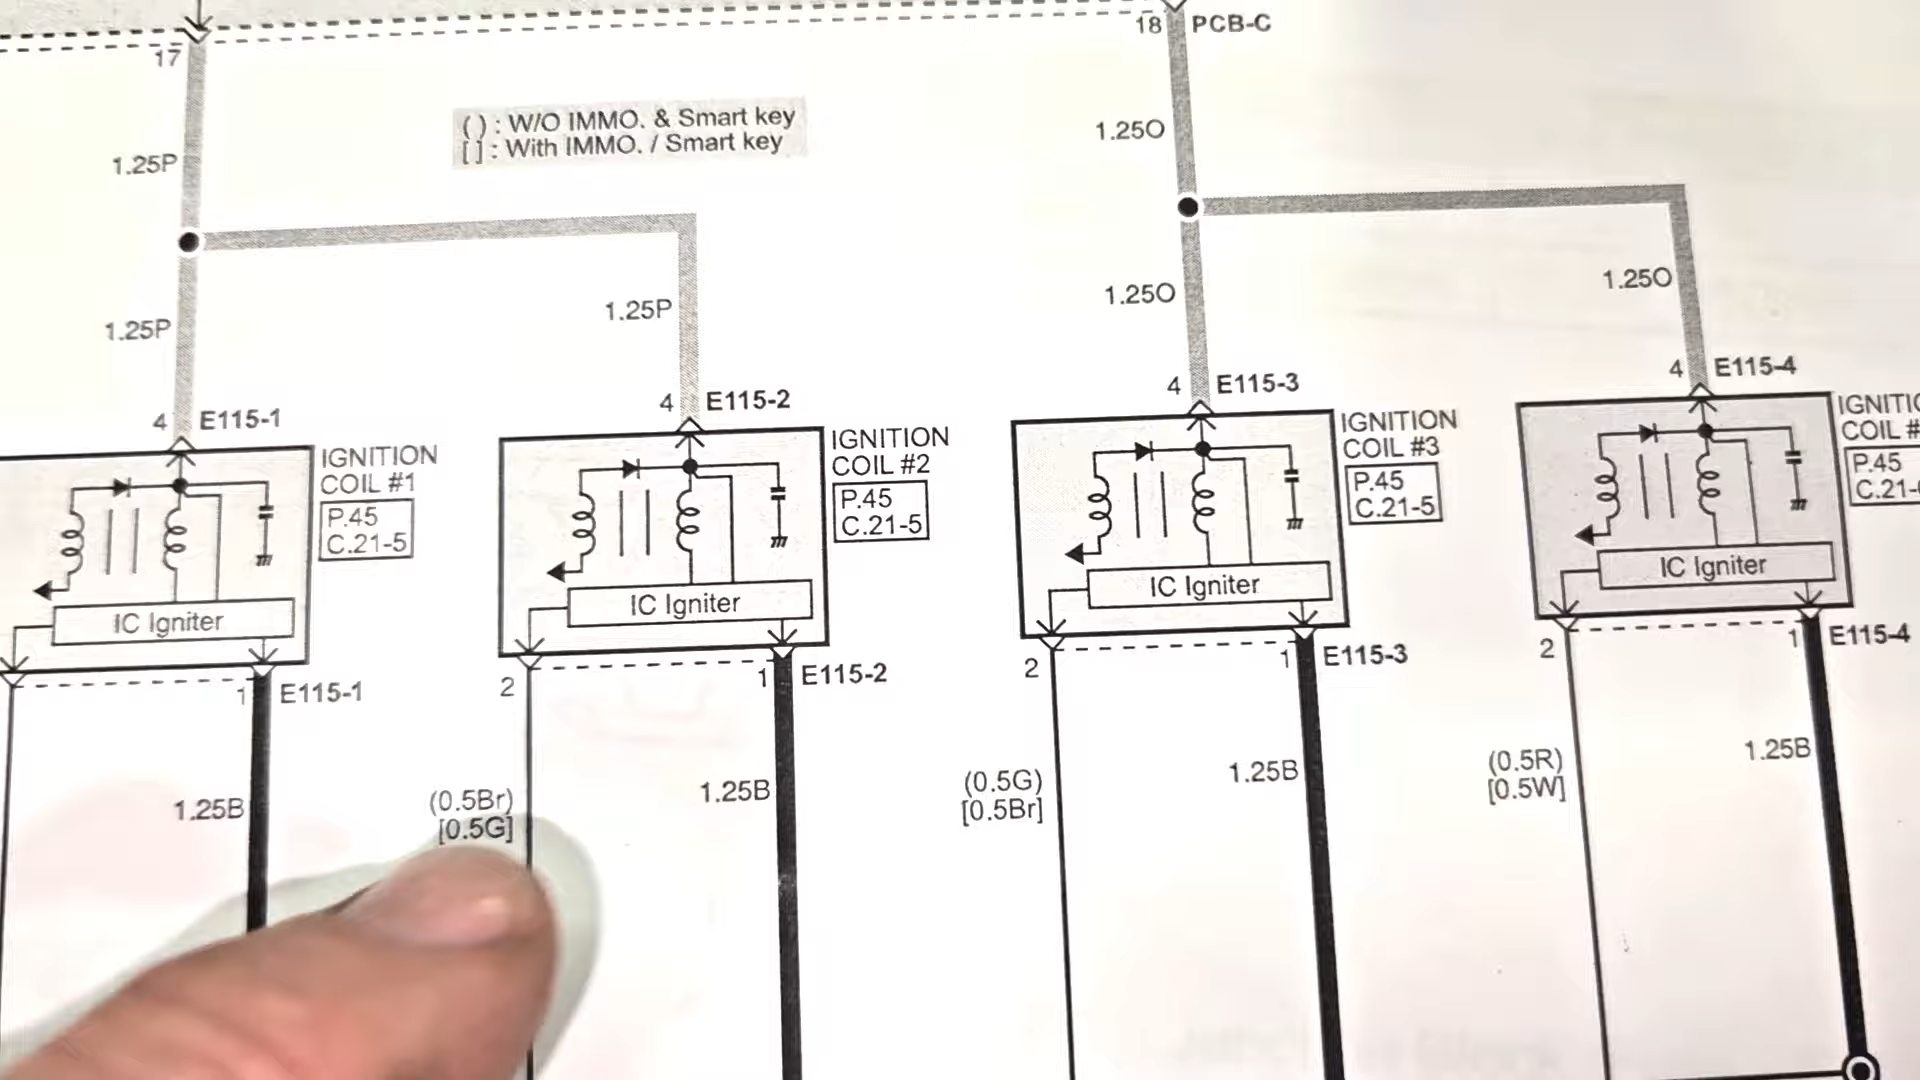 17
18 PCB-C
( ) : W/O IMMO. & Smart key
[ ] : With IMMO. / Smart key
1.25P
1.25O
1.25P
1.25P
1.25O
1.25O
4 E115-1
4 E115-2
4 E115-3
4 E115-4
IGNITION
COIL #1
P.45
C.21-5
IC Igniter
IGNITION
COIL #2
P.45
C.21-5
IC Igniter
IGNITION
COIL #3
P.45
C.21-5
IC Igniter
COIL #
P.45
IC Igniter
1 E115-1
2
1 E115-2
2
1 E115-3
2
1 E115-4
1.25B
(0.5Br)
[0.5G]
1.25B
(0.5G)
[0.5Br]
1.25B
(0.5R)
[0.5W]
1.25B